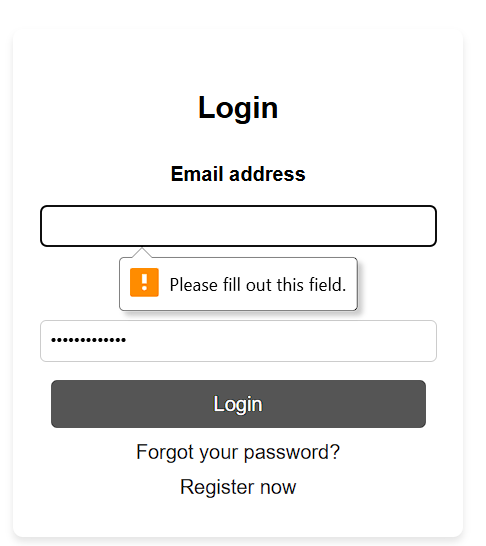 Login
Email address
Please fill out this field.
•••••••••••••
Login
Forgot your password?
Register now